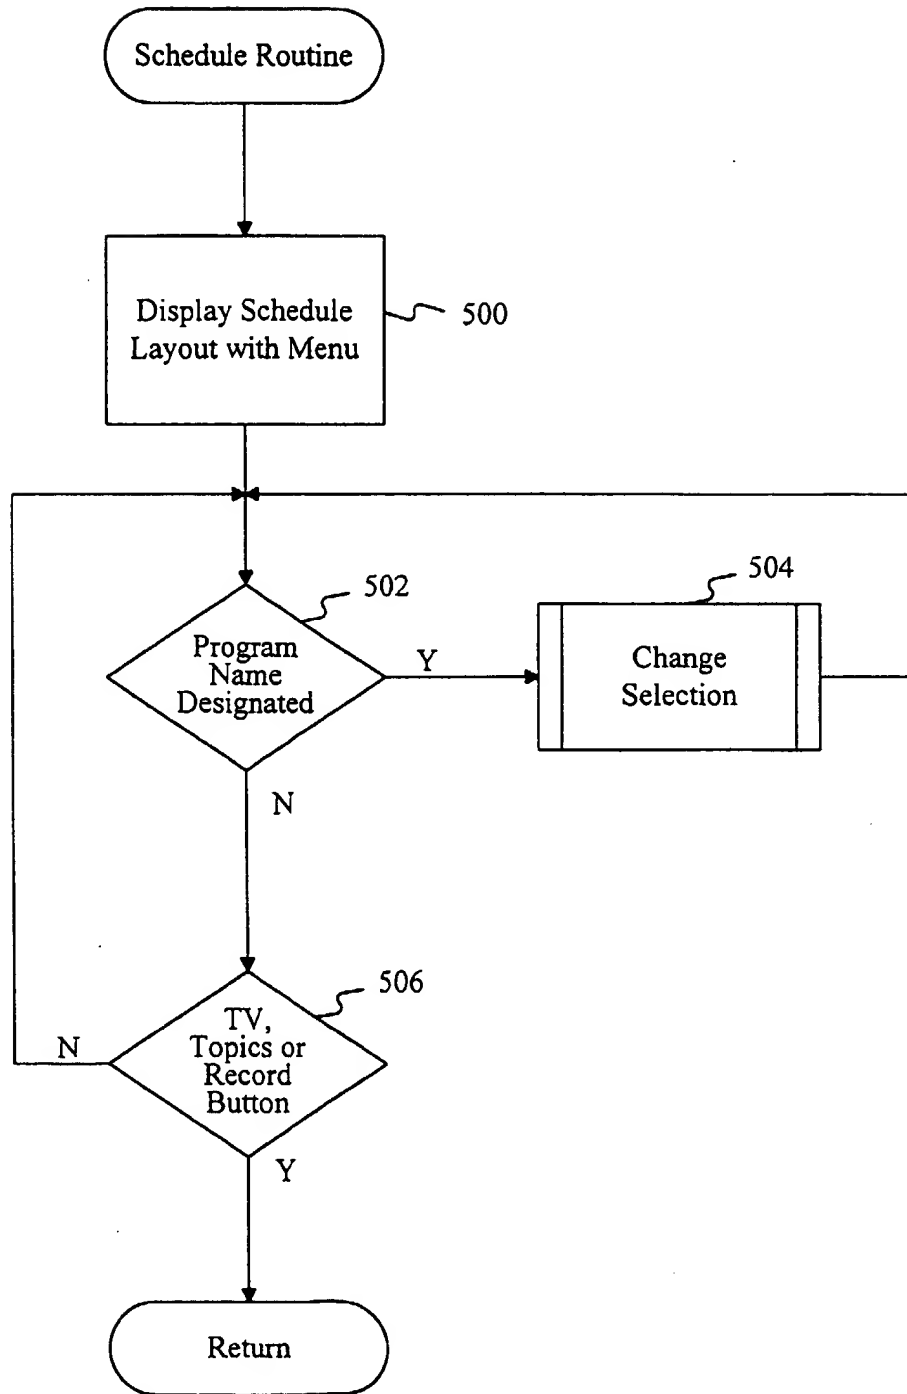 Schedule Routine
Display Schedule
Layout with Menu
500
502
504
Program
Name
Designated
Y
Change
Selection
N
506
TV,
Topics or
Record
Button
N
Y
Return